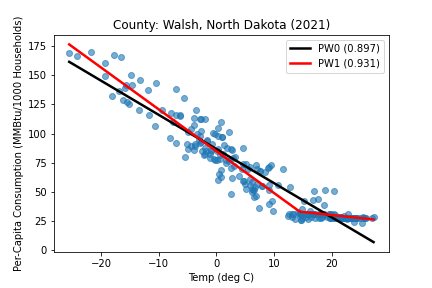 County: Walsh, North Dakota (2021)
Per-Capita Consumption (MMBtu/1000 Households)
175
150
125
100
75
50
25
0
PW0 (0.897)
PW1 (0.931)
−20
−10
0
10
20
Temp (deg C)